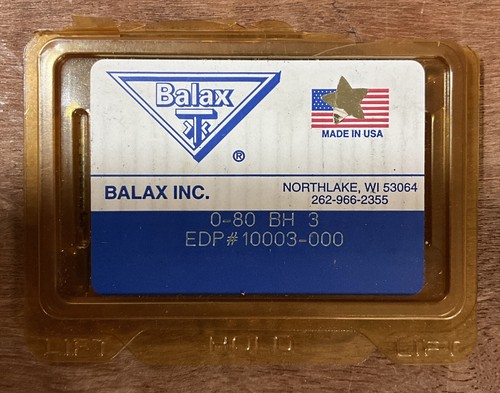 Balax
®
MADE IN USA
BALAX INC.
NORTHLAKE, WI 53064
262-966-2355
0-80 BH 3
EDP#10003-000
LIFT HOLD LIFT